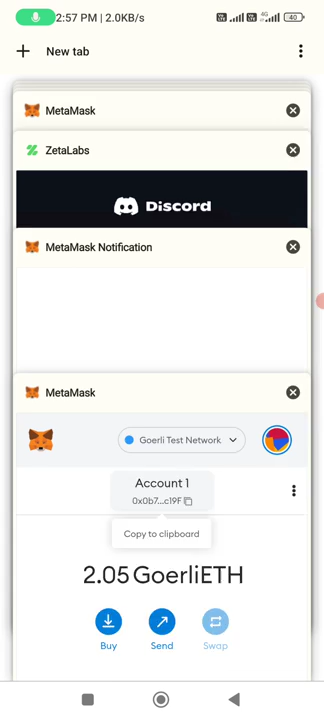 2:57 PM | 2.0KB/s
4G
40
New tab
MetaMask
ZetaLabs
Discord
MetaMask Notification
MetaMask
Goerli Test Network
Account 1
0x0b7...c19F
Copy to clipboard
2.05 GoerliETH
Buy
Send
Swap